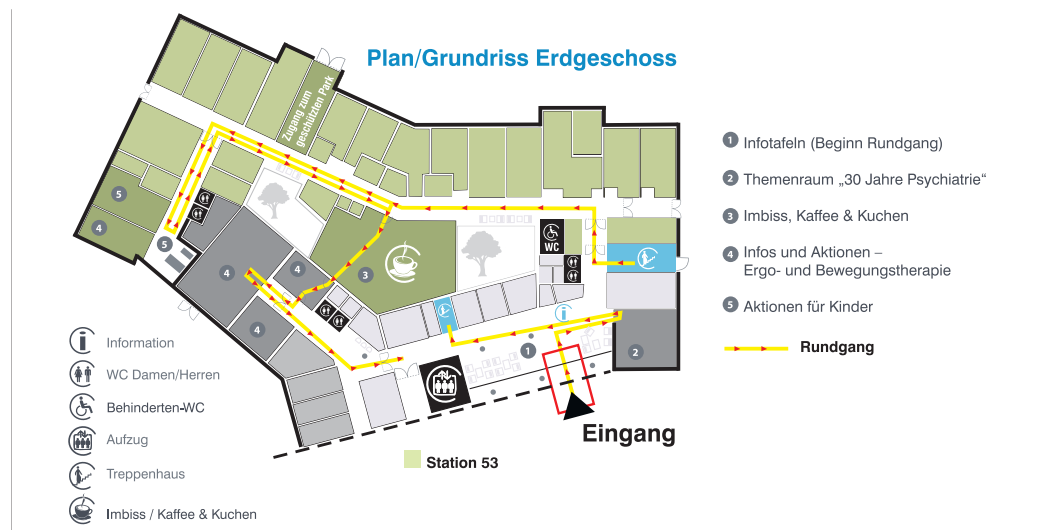 Plan/Grundriss Erdgeschoss
Zugang zum
geschützten Park
1 Infotafeln (Beginn Rundgang)
2 Themenraum „30 Jahre Psychiatrie“
3 Imbiss, Kaffee & Kuchen
4 Infos und Aktionen –
Ergo- und Bewegungstherapie
5 Aktionen für Kinder
Rundgang
5
4
5
4
4
4
3
WC
i
1
2
Eingang
Station 53
i Information
WC Damen/Herren
Behinderten-WC
Aufzug
Treppenhaus
Imbiss / Kaffee & Kuchen